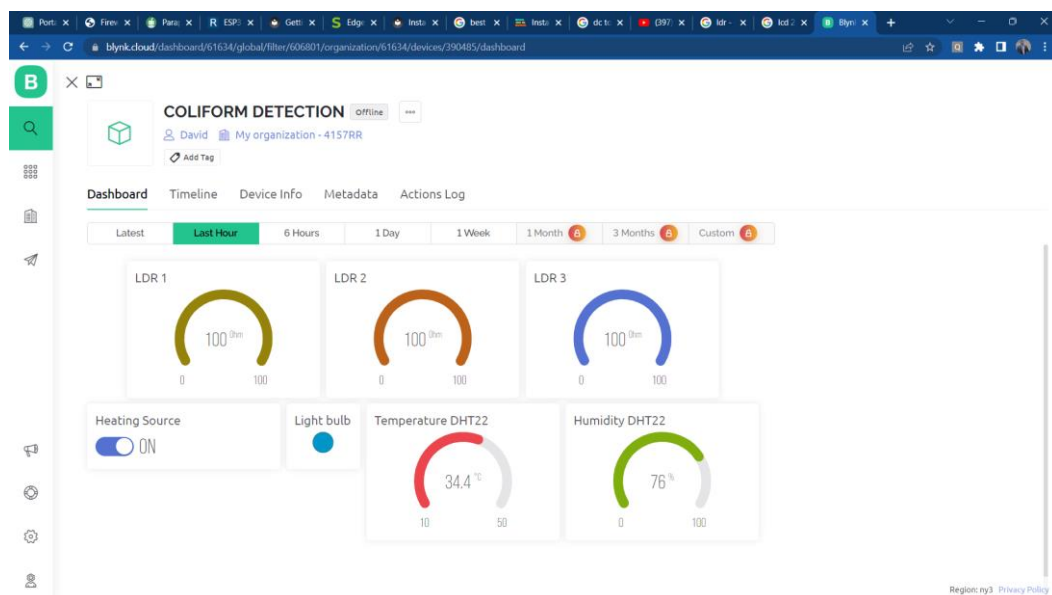 Porta
Firev
Parap
R ESP3
Getti
S Edge
Insta
best
Insta
dc to
(397)
ldr -
lcd 2
B Blyn
blynk.cloud/dashboard/61634/global/filter/606801/organization/61634/devices/390485/dashboard
B
COLIFORM DETECTION Offline
David My organization - 4157RR
Add Tag
Dashboard Timeline Device Info Metadata Actions Log
Latest Last Hour 6 Hours 1 Day 1 Week 1 Month 3 Months Custom
LDR 1 LDR 2 LDR 3
100 Ohm 100 Ohm 100 Ohm
0 100 0 100 0 100
Heating Source Light bulb Temperature DHT22 Humidity DHT22
ON
34.4 °C 76 %
10 50 0 100
Region: ny3 Privacy Policy